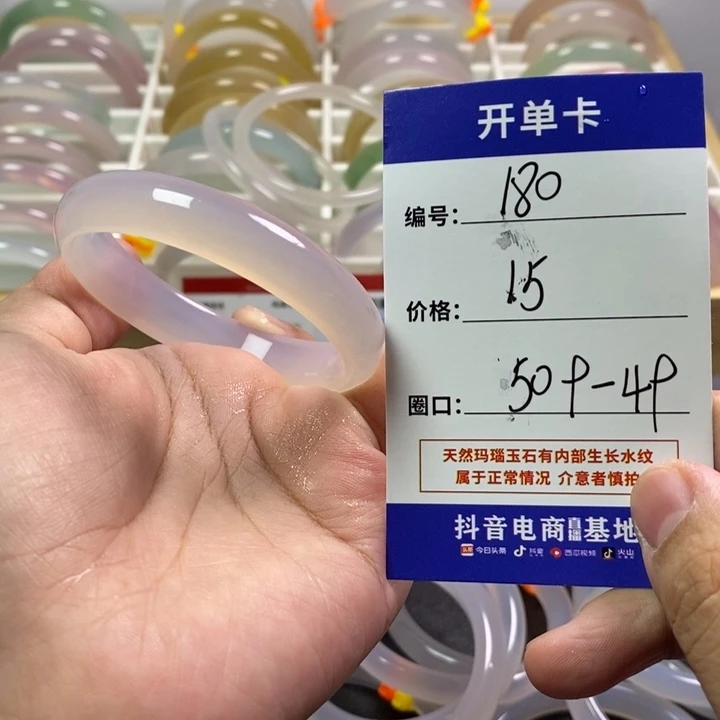 开单卡
编号: 180
价格: 15
圈口: 50P-4P
天然玛瑙玉石有内部生长水纹
属于正常情况 介意者慎拍
抖音电商直播基地
今日头条 抖音 西瓜视频 火山